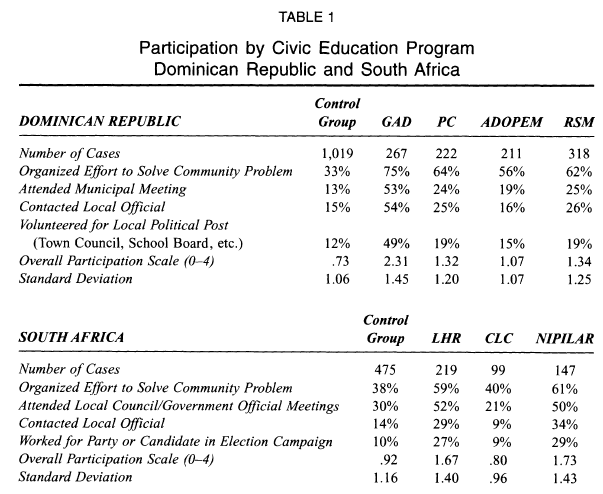 TABLE 1
Participation by Civic Education Program
Dominican Republic and South Africa
DOMINICAN REPUBLIC Control Group GAD PC ADOPEM RSM
Number of Cases 1,019 267 222 211 318
Organized Effort to Solve Community Problem 33% 75% 64% 56% 62%
Attended Municipal Meeting 13% 53% 24% 19% 25%
Contacted Local Official 15% 54% 25% 16% 26%
Volunteered for Local Political Post
(Town Council, School Board, etc.) 12% 49% 19% 15% 19%
Overall Participation Scale (0–4) .73 2.31 1.32 1.07 1.34
Standard Deviation 1.06 1.45 1.20 1.07 1.25
SOUTH AFRICA Control Group LHR CLC NIPILAR
Number of Cases 475 219 99 147
Organized Effort to Solve Community Problem 38% 59% 40% 61%
Attended Local Council/Government Official Meetings 30% 52% 21% 50%
Contacted Local Official 14% 29% 9% 34%
Worked for Party or Candidate in Election Campaign 10% 27% 9% 29%
Overall Participation Scale (0–4) .92 1.67 .80 1.73
Standard Deviation 1.16 1.40 .96 1.43